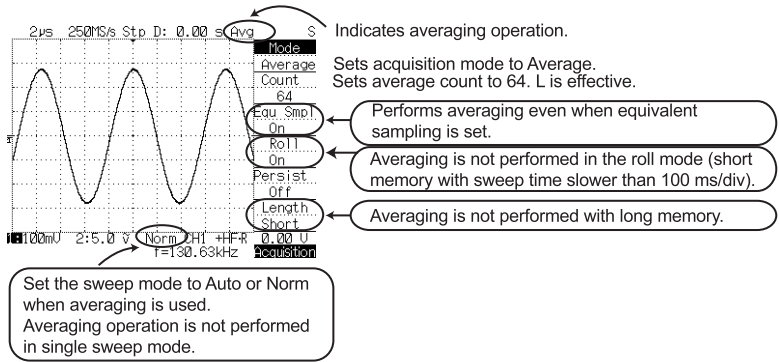 2µs 250MS/s Stp D: 0.00 s Avg S
Indicates averaging operation.
Mode
Average
Sets acquisition mode to Average.
Count
64
Sets average count to 64. L is effective.
Equ Smpl
On
Performs averaging even when equivalent
sampling is set.
Roll
On
Averaging is not performed in the roll mode (short
memory with sweep time slower than 100 ms/div).
Persist
Off
Length
Short
Averaging is not performed with long memory.
100mV 2:5.0 V Norm CH1 +HF-R 0.00 V
f=130.63kHz
Acquisition
Set the sweep mode to Auto or Norm
when averaging is used.
Averaging operation is not performed
in single sweep mode.